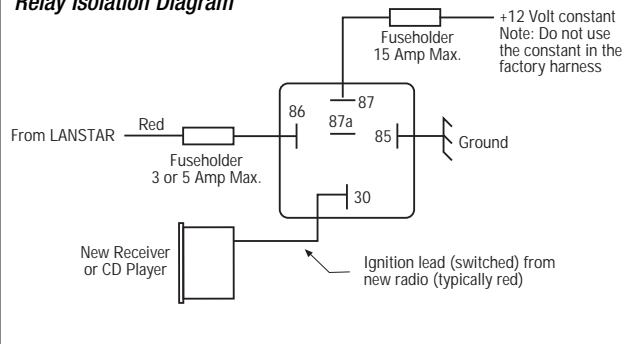 Relay Isolation Diagram
+12 Volt constant
Note: Do not use
the constant in the
factory harness
Fuseholder
15 Amp Max.
86
87
87a
85
Ground
From LANSTAR
Red
Fuseholder
3 or 5 Amp Max.
30
New Receiver
or CD Player
Ignition lead (switched) from
new radio (typically red)